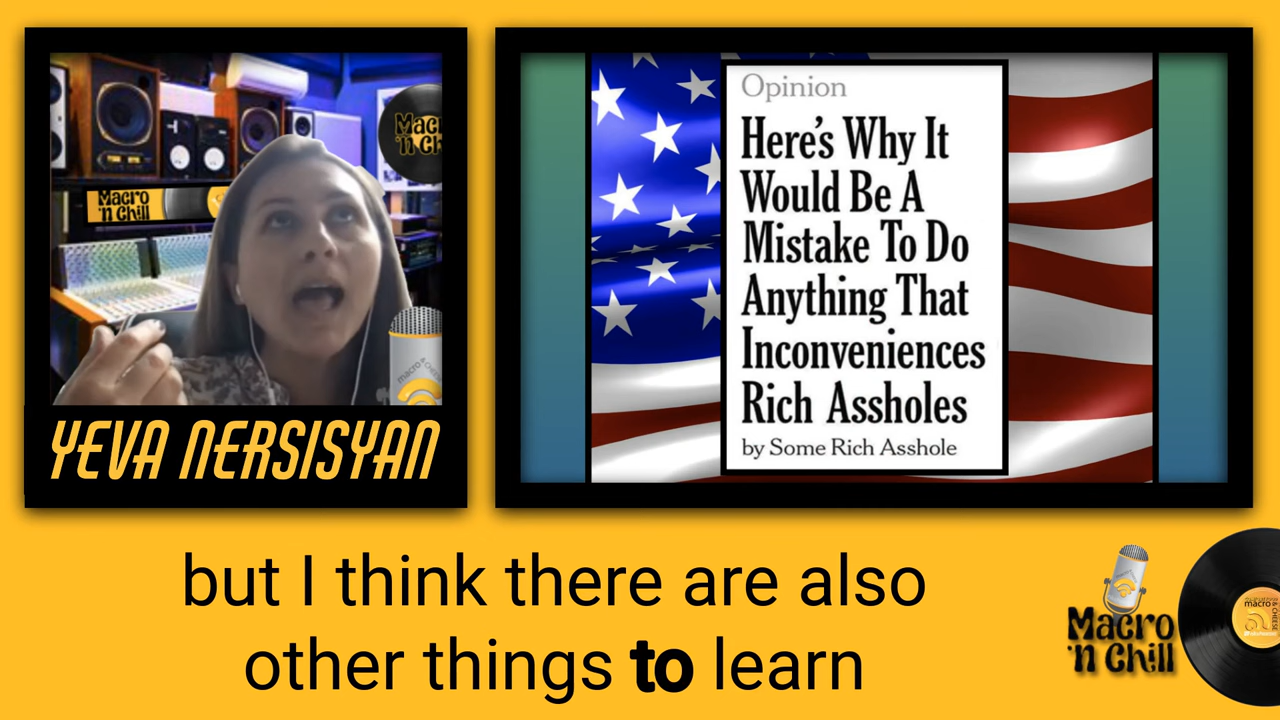 Macro
'N Chill
YEVA NERSISYAN
Opinion
Here's Why It
Would Be A
Mistake To Do
Anything That
Inconveniences
Rich Assholes
by Some Rich Asshole
but I think there are also
other things to learn
Macro
'N Chill
macro